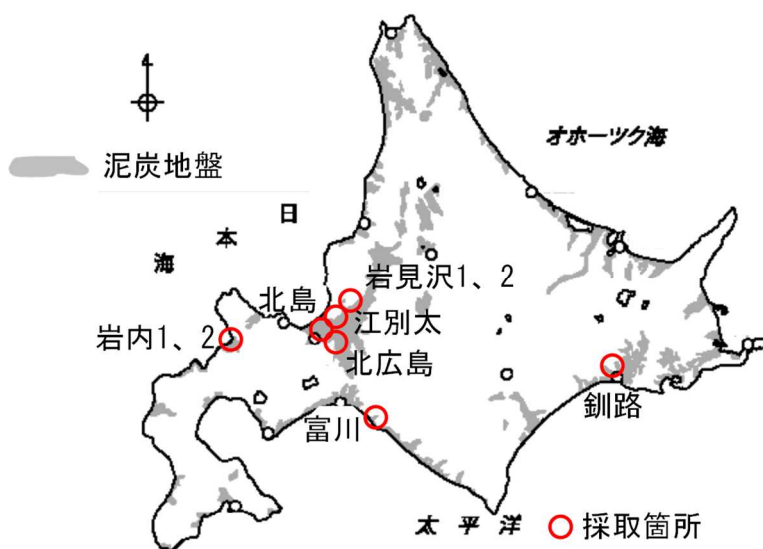 オホーツク海
泥炭地盤
日本海
岩見沢1、2
北島
江別太
岩内1、2
北広島
釧路
富川
太平洋
採取箇所